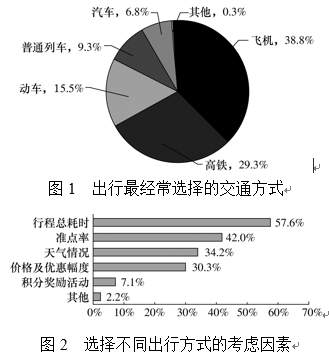 汽车，6.8%
其他，0.3%
普通列车，9.3%
飞机，38.8%
动车，15.5%
高铁，29.3%
图 1 出行最经常选择的交通方式
行程总耗时 57.6%
准点率 42.0%
天气情况 34.2%
价格及优惠幅度 30.3%
积分奖励活动 7.1%
其他 2.2%
0% 10% 20% 30% 40% 50% 60% 70%
图 2 选择不同出行方式的考虑因素